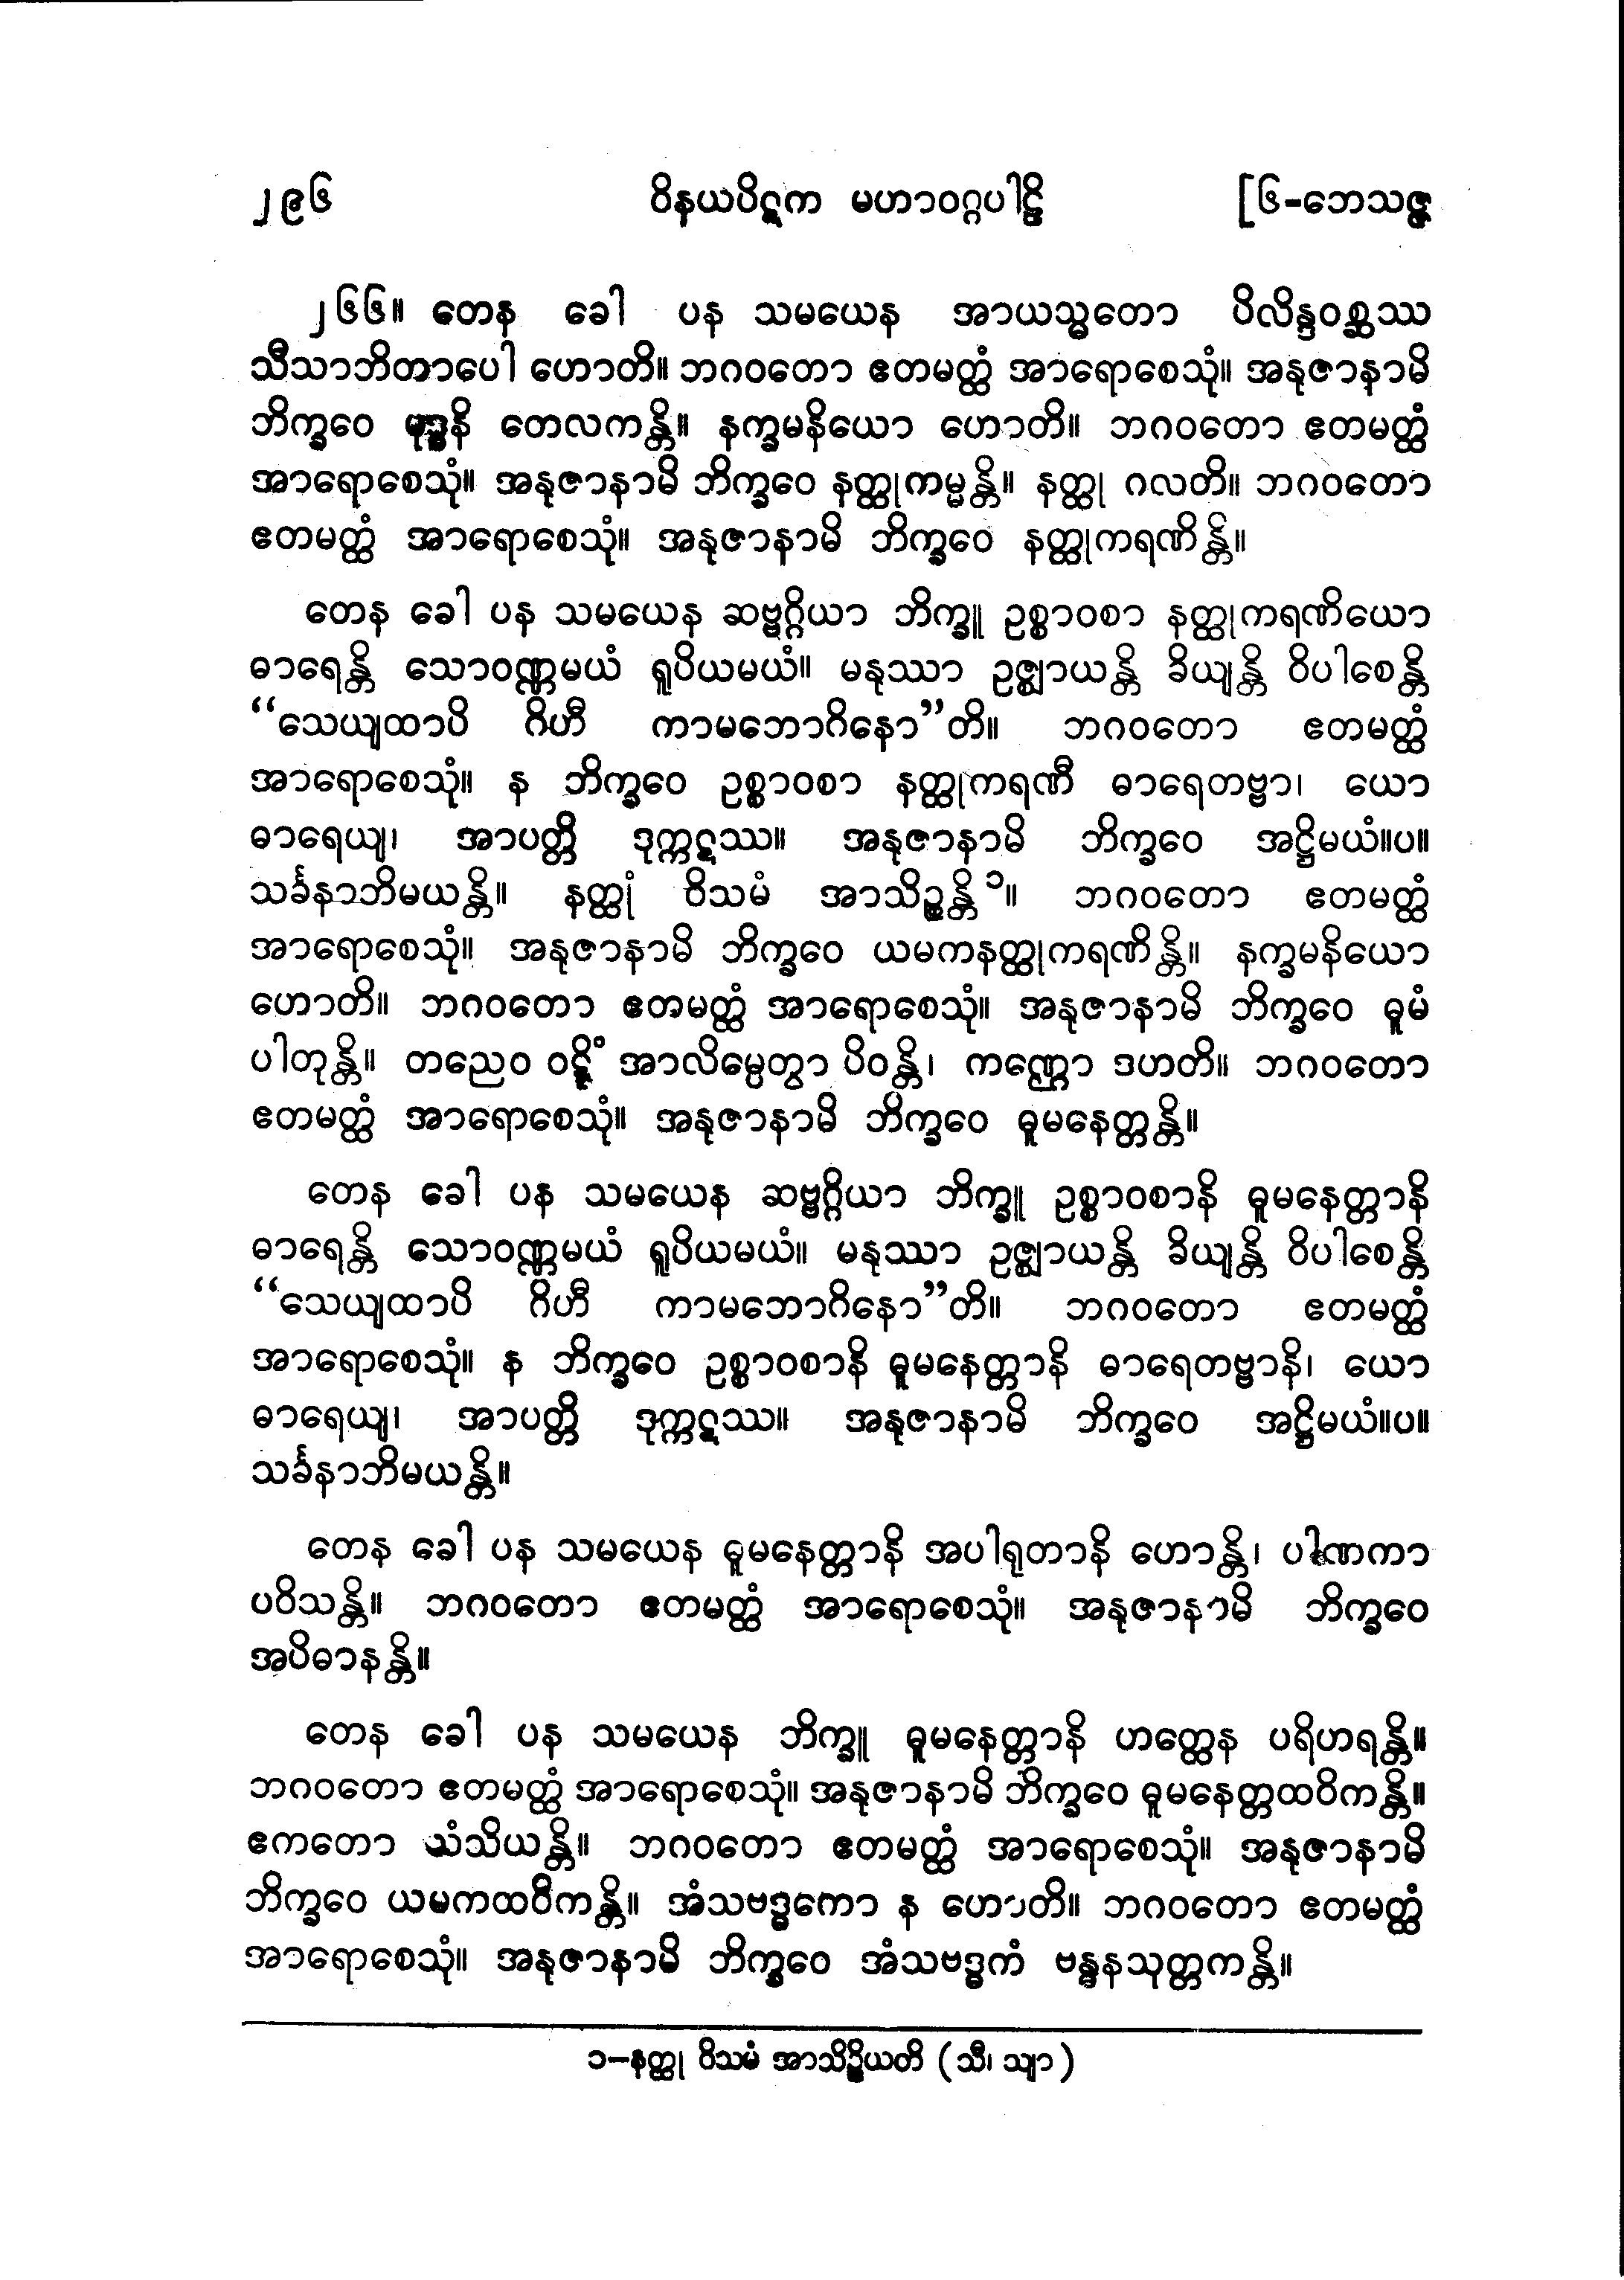 ၂၉၆ ဝိနယပိဋက မဟာဝဂ္ဂပါဠိ [၆-ဘေသဇ္ဇ
၂၆၆။ တေန ခေါ ပန သမယေန အာယသ္မတော ပိလိန္ဒဝစ္ဆဿ
သီသာဘိတာပေါ ဟောတိ။ ဘဂဝတော ဧတမတ္ထံ အာရောစေသုံ။ အနုဇာနာမိ
ဘိက္ခဝေ မုဒ္ဓနိ တေလကန္တိ။ နက္ခမနိယော ဟောတိ။ ဘဂဝတော ဧတမတ္ထံ
အာရောစေသုံ။ အနုဇာနာမိ ဘိက္ခဝေ နတ္ထုကမ္မန္တိ။ နတ္ထု ဂလတိ။ ဘဂဝတော
ဧတမတ္ထံ အာရောစေသုံ။ အနုဇာနာမိ ဘိက္ခဝေ နတ္ထုကရဏိန္တိ။
တေန ခေါ ပန သမယေန ဆဗ္ဗဂ္ဂိယာ ဘိက္ခူ ဥစ္စာဝစာ နတ္ထုကရဏိယော
ဓာရေန္တိ သောဝဏ္ဏမယံ ရူပိယမယံ။ မနုဿာ ဥဇ္ဈာယန္တိ ခိယျန္တိ ဝိပါစေန္တိ
“သေယျထာပိ ဂိဟီ ကာမဘောဂိနော”တိ။ ဘဂဝတော ဧတမတ္ထံ
အာရောစေသုံ။ န ဘိက္ခဝေ ဥစ္စာဝစာ နတ္ထုကရဏီ ဓာရေတဗ္ဗာ၊ ယော
ဓာရေယျ၊ အာပတ္တိ ဒုက္ကဋဿ။ အနုဇာနာမိ ဘိက္ခဝေ အဋ္ဌိမယံ။ပ။
သင်္ခနာဘိမယန္တိ။ နတ္ထုံ ဝိသမံ အာသိဉ္စန္တိ ၁။ ဘဂဝတော ဧတမတ္ထံ
အာရောစေသုံ။ အနုဇာနာမိ ဘိက္ခဝေ ယမကနတ္ထုကရဏိန္တိ။ နက္ခမနိယော
ဟောတိ။ ဘဂဝတော ဧတမတ္ထံ အာရောစေသုံ။ အနုဇာနာမိ ဘိက္ခဝေ ဓူမံ
ပါတုန္တိ။ တညေဝ ဝဋ္ဋိံ အာလိမ္ပေတွာ ပိဝန္တိ၊ ကဏ္ဌော ဒဟတိ။ ဘဂဝတော
ဧတမတ္ထံ အာရောစေသုံ။ အနုဇာနာမိ ဘိက္ခဝေ ဓူမနေတ္တန္တိ။
တေန ခေါ ပန သမယေန ဆဗ္ဗဂ္ဂိယာ ဘိက္ခူ ဥစ္စာဝစာနိ ဓူမနေတ္တာနိ
ဓာရေန္တိ သောဝဏ္ဏမယံ ရူပိယမယံ။ မနုဿာ ဥဇ္ဈာယန္တိ ခိယျန္တိ ဝိပါစေန္တိ
“သေယျထာပိ ဂိဟီ ကာမဘောဂိနော”တိ။ ဘဂဝတော ဧတမတ္ထံ
အာရောစေသုံ။ န ဘိက္ခဝေ ဥစ္စာဝစာနိ ဓူမနေတ္တာနိ ဓာရေတဗ္ဗာနိ၊ ယော
ဓာရေယျ၊ အာပတ္တိ ဒုက္ကဋဿ။ အနုဇာနာမိ ဘိက္ခဝေ အဋ္ဌိမယံ။ပ။
သင်္ခနာဘိမယန္တိ။
တေန ခေါ ပန သမယေန ဓူမနေတ္တာနိ အပါရုတာနိ ဟောန္တိ၊ ပါဏကာ
ပဝိသန္တိ။ ဘဂဝတော ဧတမတ္ထံ အာရောစေသုံ။ အနုဇာနာမိ ဘိက္ခဝေ
အပိဓာနန္တိ။
တေန ခေါ ပန သမယေန ဘိက္ခူ ဓူမနေတ္တာနိ ဟတ္ထေန ပရိဟရန္တိ။
ဘဂဝတော ဧတမတ္ထံ အာရောစေသုံ။ အနုဇာနာမိ ဘိက္ခဝေ ဓူမနေတ္တထဝိကန္တိ။
ဧကတော ဃံသိယန္တိ။ ဘဂဝတော ဧတမတ္ထံ အာရောစေသုံ။ အနုဇာနာမိ
ဘိက္ခဝေ ယမကထဝိကန္တိ။ အံသဗဒ္ဓကော န ဟောတိ။ ဘဂဝတော ဧတမတ္ထံ
အာရောစေသုံ။ အနုဇာနာမိ ဘိက္ခဝေ အံသဗဒ္ဓကံ ဗန္ဓနသုတ္တကန္တိ။
၁-နတ္ထု ဝိသမံ အာသိဉ္စိယတိ (သီ၊ သျာ)